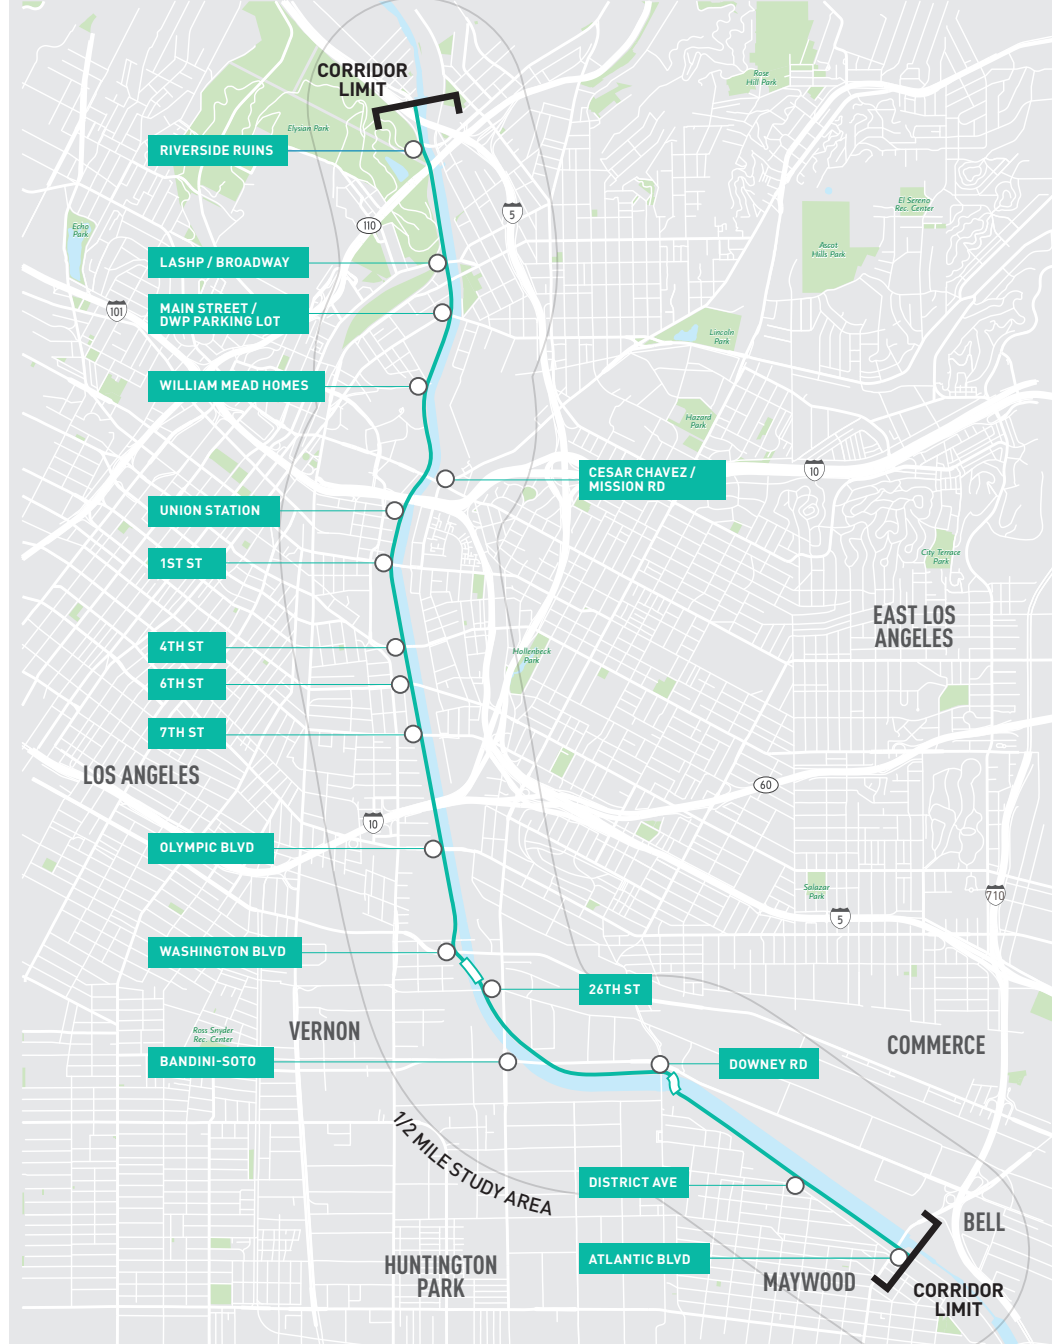 CORRIDOR
LIMIT
Rose
Hill Park
Elysian Park
RIVERSIDE RUINS
El Sereno
Rec. Center
5
110
Echo
Park
Ascot
Hills Park
LASHP / BROADWAY
101
MAIN STREET /
DWP PARKING LOT
Lincoln
Park
WILLIAM MEAD HOMES
Hazard
Park
CESAR CHAVEZ /
MISSION RD
10
UNION STATION
1ST ST
City Terrace
Park
EAST LOS
ANGELES
4TH ST
Hollenbeck
Park
6TH ST
7TH ST
LOS ANGELES
60
10
OLYMPIC BLVD
Salazar
Park
710
5
WASHINGTON BLVD
26TH ST
VERNON
Ross Snyder
Rec. Center
COMMERCE
BANDINI-SOTO
DOWNEY RD
1/2 MILE STUDY AREA
DISTRICT AVE
BELL
ATLANTIC BLVD
HUNTINGTON
PARK
MAYWOOD
CORRIDOR
LIMIT